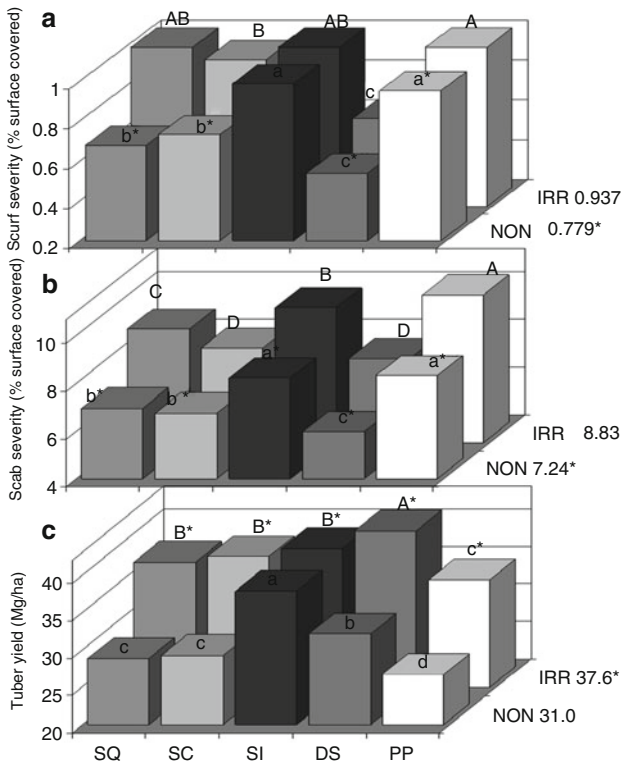 a
AB B AB A
Scurf severity (% surface covered)
1
0.8
0.6
0.4
0.2
b* b* a c* c a*
IRR 0.937
NON 0.779*
b
C D B D A
Scab severity (% surface covered)
10
8
6
4
b* b * a* c* a*
IRR 8.83
NON 7.24*
c
B* B* B* A* c*
Tuber yield (Mg/ha)
40
35
30
25
20
c c a b d
IRR 37.6*
NON 31.0
SQ SC SI DS PP